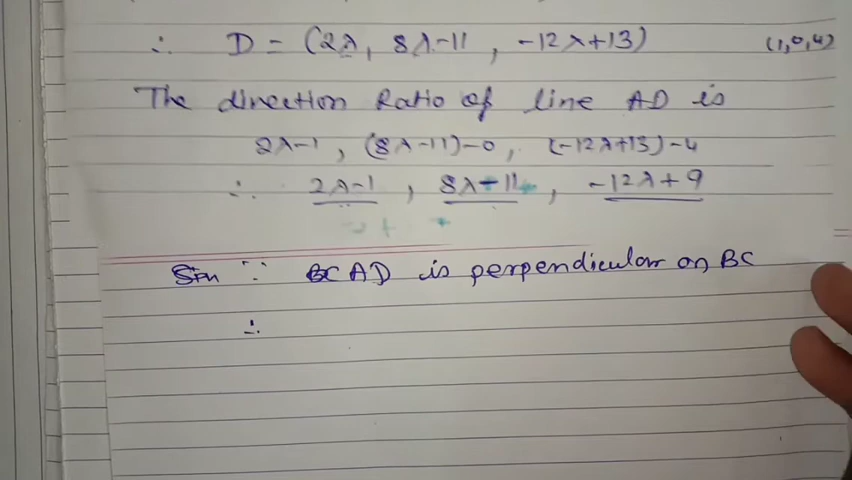 ∴ D = (2λ, 8λ-11, -12λ+13) (1,0,4)
The direction Ratio of line AD is
2λ-1, (8λ-11)-0, (-12λ+13)-4
∴ 2λ-1, 8λ-11, -12λ+9
∵ AD is perpendicular on BC
∴